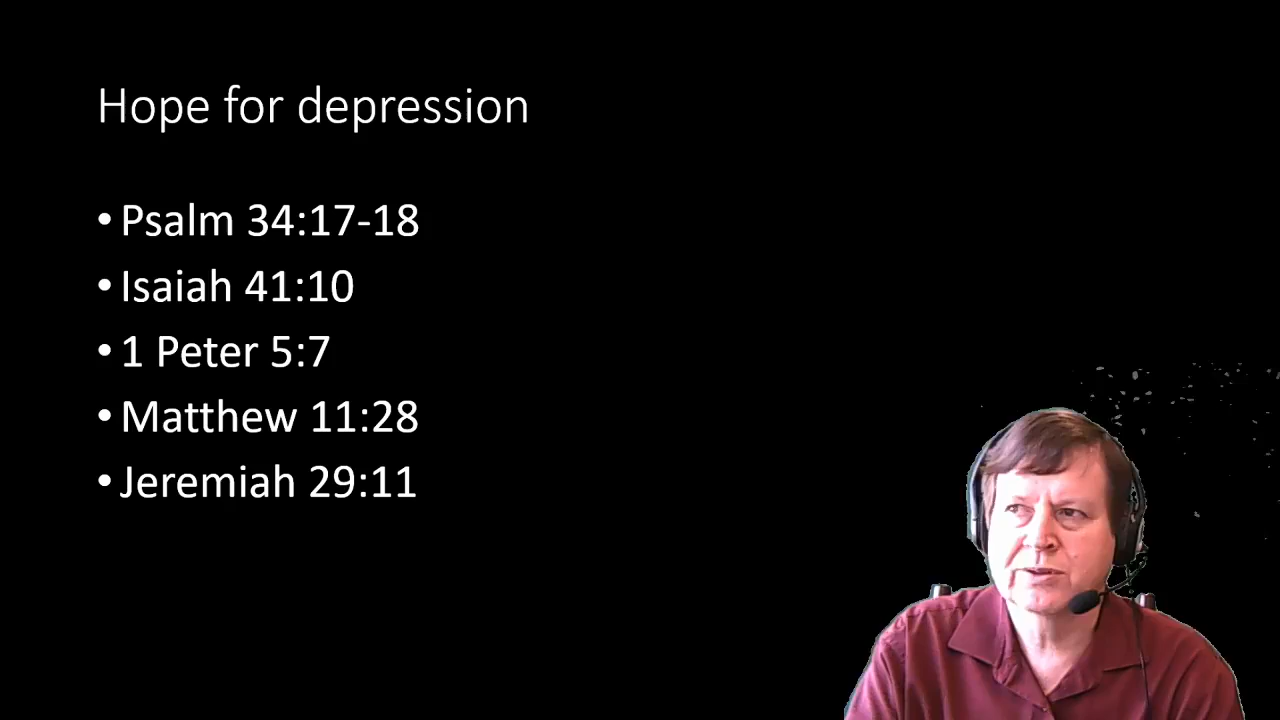 Hope for depression
•Psalm 34:17-18
•Isaiah 41:10
•1 Peter 5:7
•Matthew 11:28
•Jeremiah 29:11